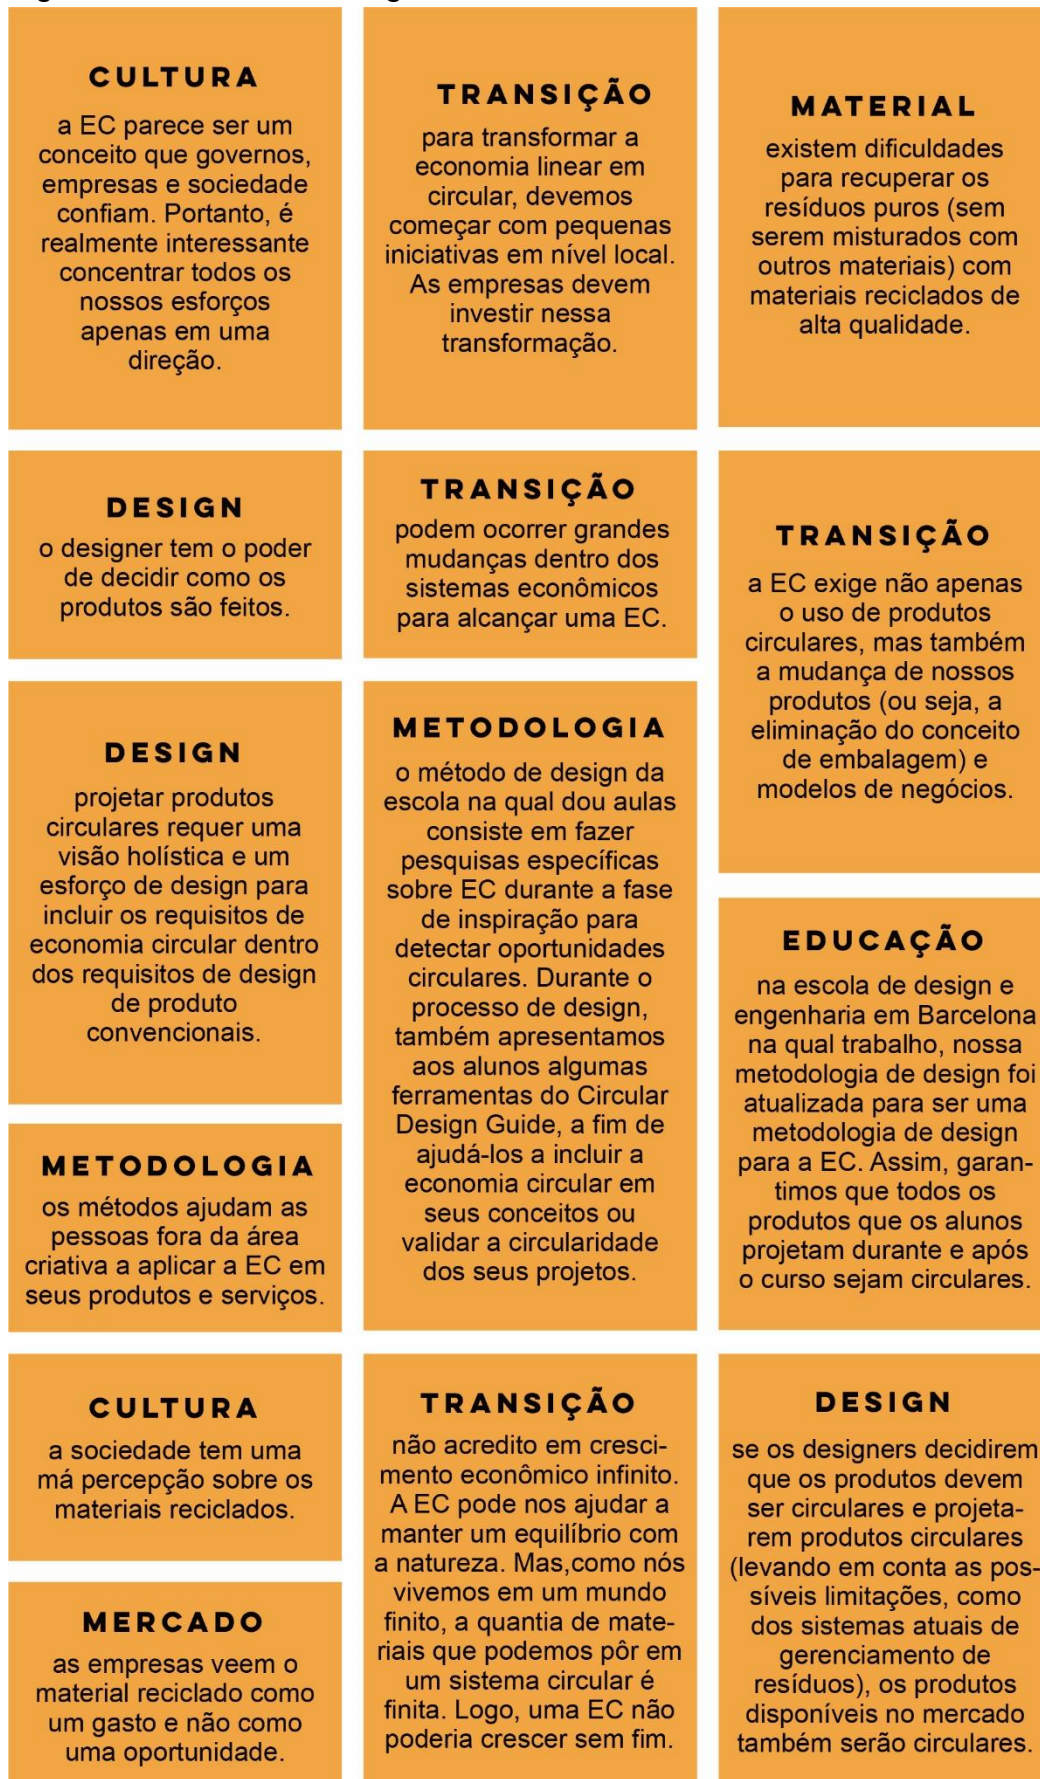 CULTURA
a EC parece ser um
conceito que governos,
empresas e sociedade
confiam. Portanto, é
realmente interessante
concentrar todos os
nossos esforços
apenas em uma
direção.
DESIGN
o designer tem o poder
de decidir como os
produtos são feitos.
DESIGN
projetar produtos
circulares requer uma
visão holística e um
esforço de design para
incluir os requisitos de
economia circular dentro
dos requisitos de design
de produto
convencionais.
METODOLOGIA
os métodos ajudam as
pessoas fora da área
criativa a aplicar a EC em
seus produtos e serviços.
CULTURA
a sociedade tem uma
má percepção sobre os
materiais reciclados.
MERCADO
as empresas veem o
material reciclado como
um gasto e não como
uma oportunidade.
TRANSIÇÃO
para transformar a
economia linear em
circular, devemos
começar com pequenas
iniciativas em nível local.
As empresas devem
investir nessa
transformação.
TRANSIÇÃO
podem ocorrer grandes
mudanças dentro dos
sistemas econômicos
para alcançar uma EC.
METODOLOGIA
o método de design da
escola na qual dou aulas
consiste em fazer
pesquisas específicas
sobre EC durante a fase
de inspiração para
detectar oportunidades
circulares. Durante o
processo de design,
também apresentamos
aos alunos algumas
ferramentas do Circular
Design Guide, a fim de
ajudá-los a incluir a
economia circular em
seus conceitos ou
validar a circularidade
dos seus projetos.
TRANSIÇÃO
não acredito em cresci-
mento econômico infinito.
A EC pode nos ajudar a
manter um equilíbrio com
a natureza. Mas,como nós
vivemos em um mundo
finito, a quantia de mate-
riais que podemos pôr em
um sistema circular é
finita. Logo, uma EC não
poderia crescer sem fim.
MATERIAL
existem dificuldades
para recuperar os
resíduos puros (sem
serem misturados com
outros materiais) com
materiais reciclados de
alta qualidade.
TRANSIÇÃO
a EC exige não apenas
o uso de produtos
circulares, mas também
a mudança de nossos
produtos (ou seja, a
eliminação do conceito
de embalagem) e
modelos de negócios.
EDUCAÇÃO
na escola de design e
engenharia em Barcelona
na qual trabalho, nossa
metodologia de design foi
atualizada para ser uma
metodologia de design
para a EC. Assim, garan-
timos que todos os
produtos que os alunos
projetam durante e após
o curso sejam circulares.
DESIGN
se os designers decidirem
que os produtos devem
ser circulares e projeta-
rem produtos circulares
(levando em conta as pos-
síveis limitações, como
dos sistemas atuais de
gerenciamento de
resíduos), os produtos
disponíveis no mercado
também serão circulares.